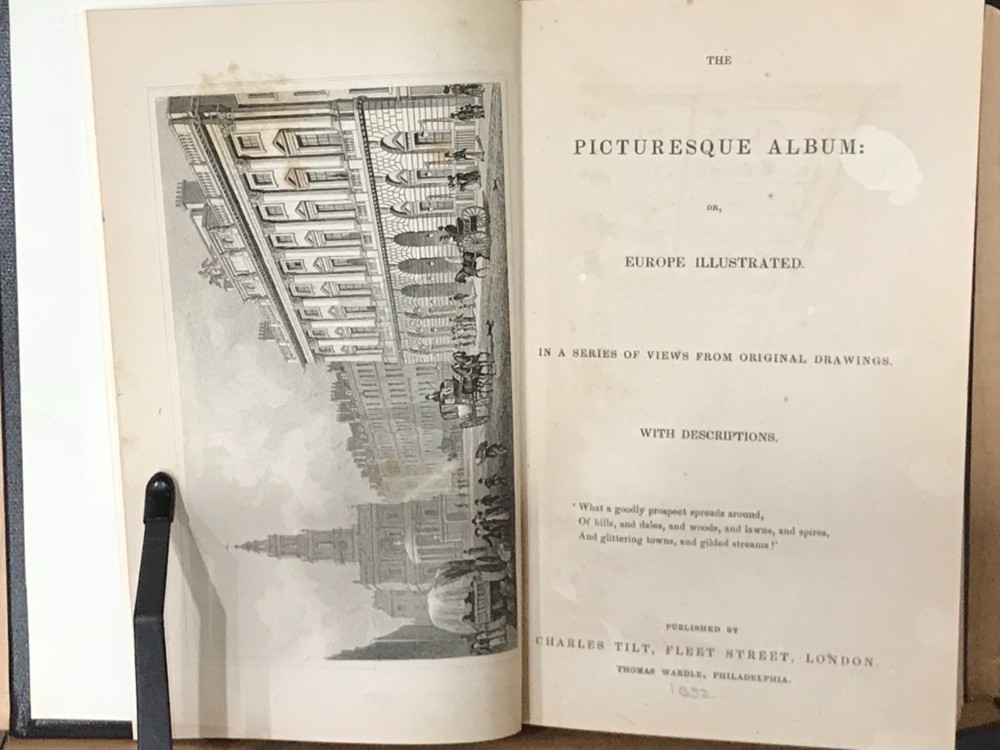 THE
PICTURESQUE ALBUM:
OR,
EUROPE ILLUSTRATED.
IN A SERIES OF VIEWS FROM ORIGINAL DRAWINGS.
WITH DESCRIPTIONS.
‘ What a goodly prospect spreads around,
Of hills, and dales, and woods, and lawns, and spires,
And glittering towns, and gilded streams !’
PUBLISHED BY
CHARLES TILT, FLEET STREET, LONDON.
THOMAS WARDLE, PHILADELPHIA.
1832